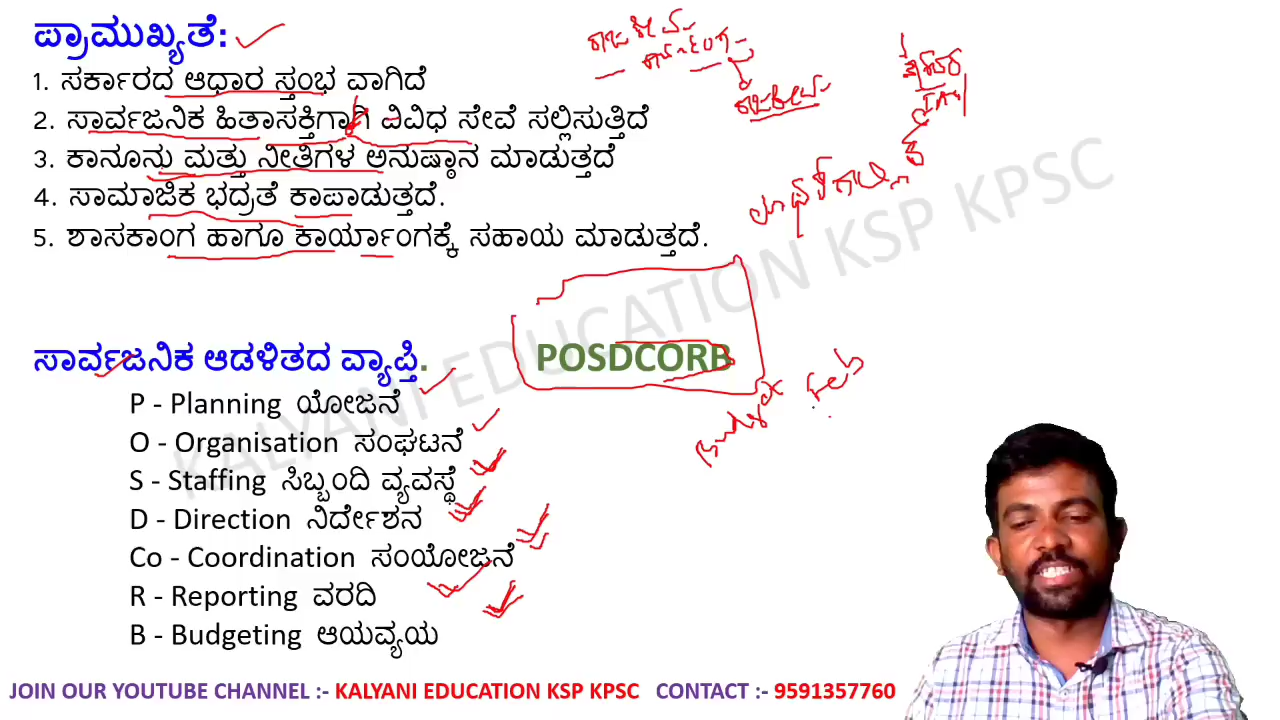 ಪ್ರಾಮುಖ್ಯತೆ:
1. ಸರ್ಕಾರದ ಆಧಾರ ಸ್ತಂಭ ವಾಗಿದೆ
2. ಸಾರ್ವಜನಿಕ ಹಿತಾಸಕ್ತಿಗಾಗಿ ವಿವಿಧ ಸೇವೆ ಸಲ್ಲಿಸುತ್ತಿದೆ
3. ಕಾನೂನು ಮತ್ತು ನೀತಿಗಳ ಅನುಷ್ಠಾನ ಮಾಡುತ್ತದೆ
4. ಸಾಮಾಜಿಕ ಭದ್ರತೆ ಕಾಪಾಡುತ್ತದೆ.
5. ಶಾಸಕಾಂಗ ಹಾಗೂ ಕಾರ್ಯಾಂಗಕ್ಕೆ ಸಹಾಯ ಮಾಡುತ್ತದೆ.
KALYANI EDUCATION KSP KPSC
ಸಾರ್ವಜನಿಕ ಆಡಳಿತದ ವ್ಯಾಪ್ತಿ.
POSDCORB
P - Planning ಯೋಜನೆ
O - Organisation ಸಂಘಟನೆ
S - Staffing ಸಿಬ್ಬಂದಿ ವ್ಯವಸ್ಥೆ
D - Direction ನಿರ್ದೇಶನ
Co - Coordination ಸಂಯೋಜನೆ
R - Reporting ವರದಿ
B - Budgeting ಆಯವ್ಯಯ
Budget Feb
JOIN OUR YOUTUBE CHANNEL :- KALYANI EDUCATION KSP KPSC CONTACT :- 9591357760